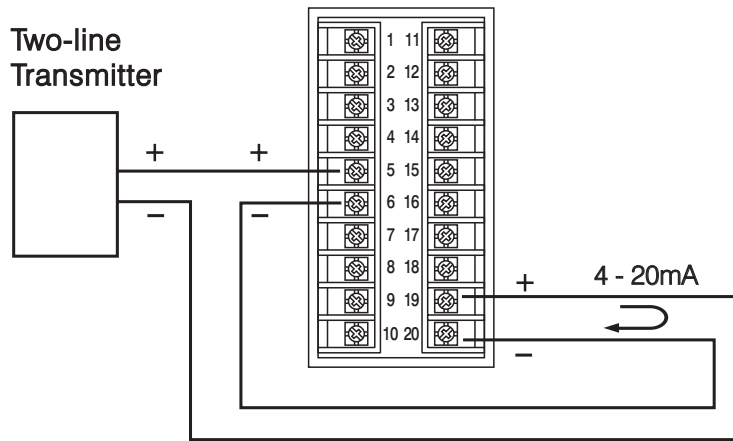 Two-line
Transmitter
1 11
2 12
3 13
4 14
+ + 5 15
− − 6 16
7 17
8 18
+ 4 - 20mA
9 19
10 20
−